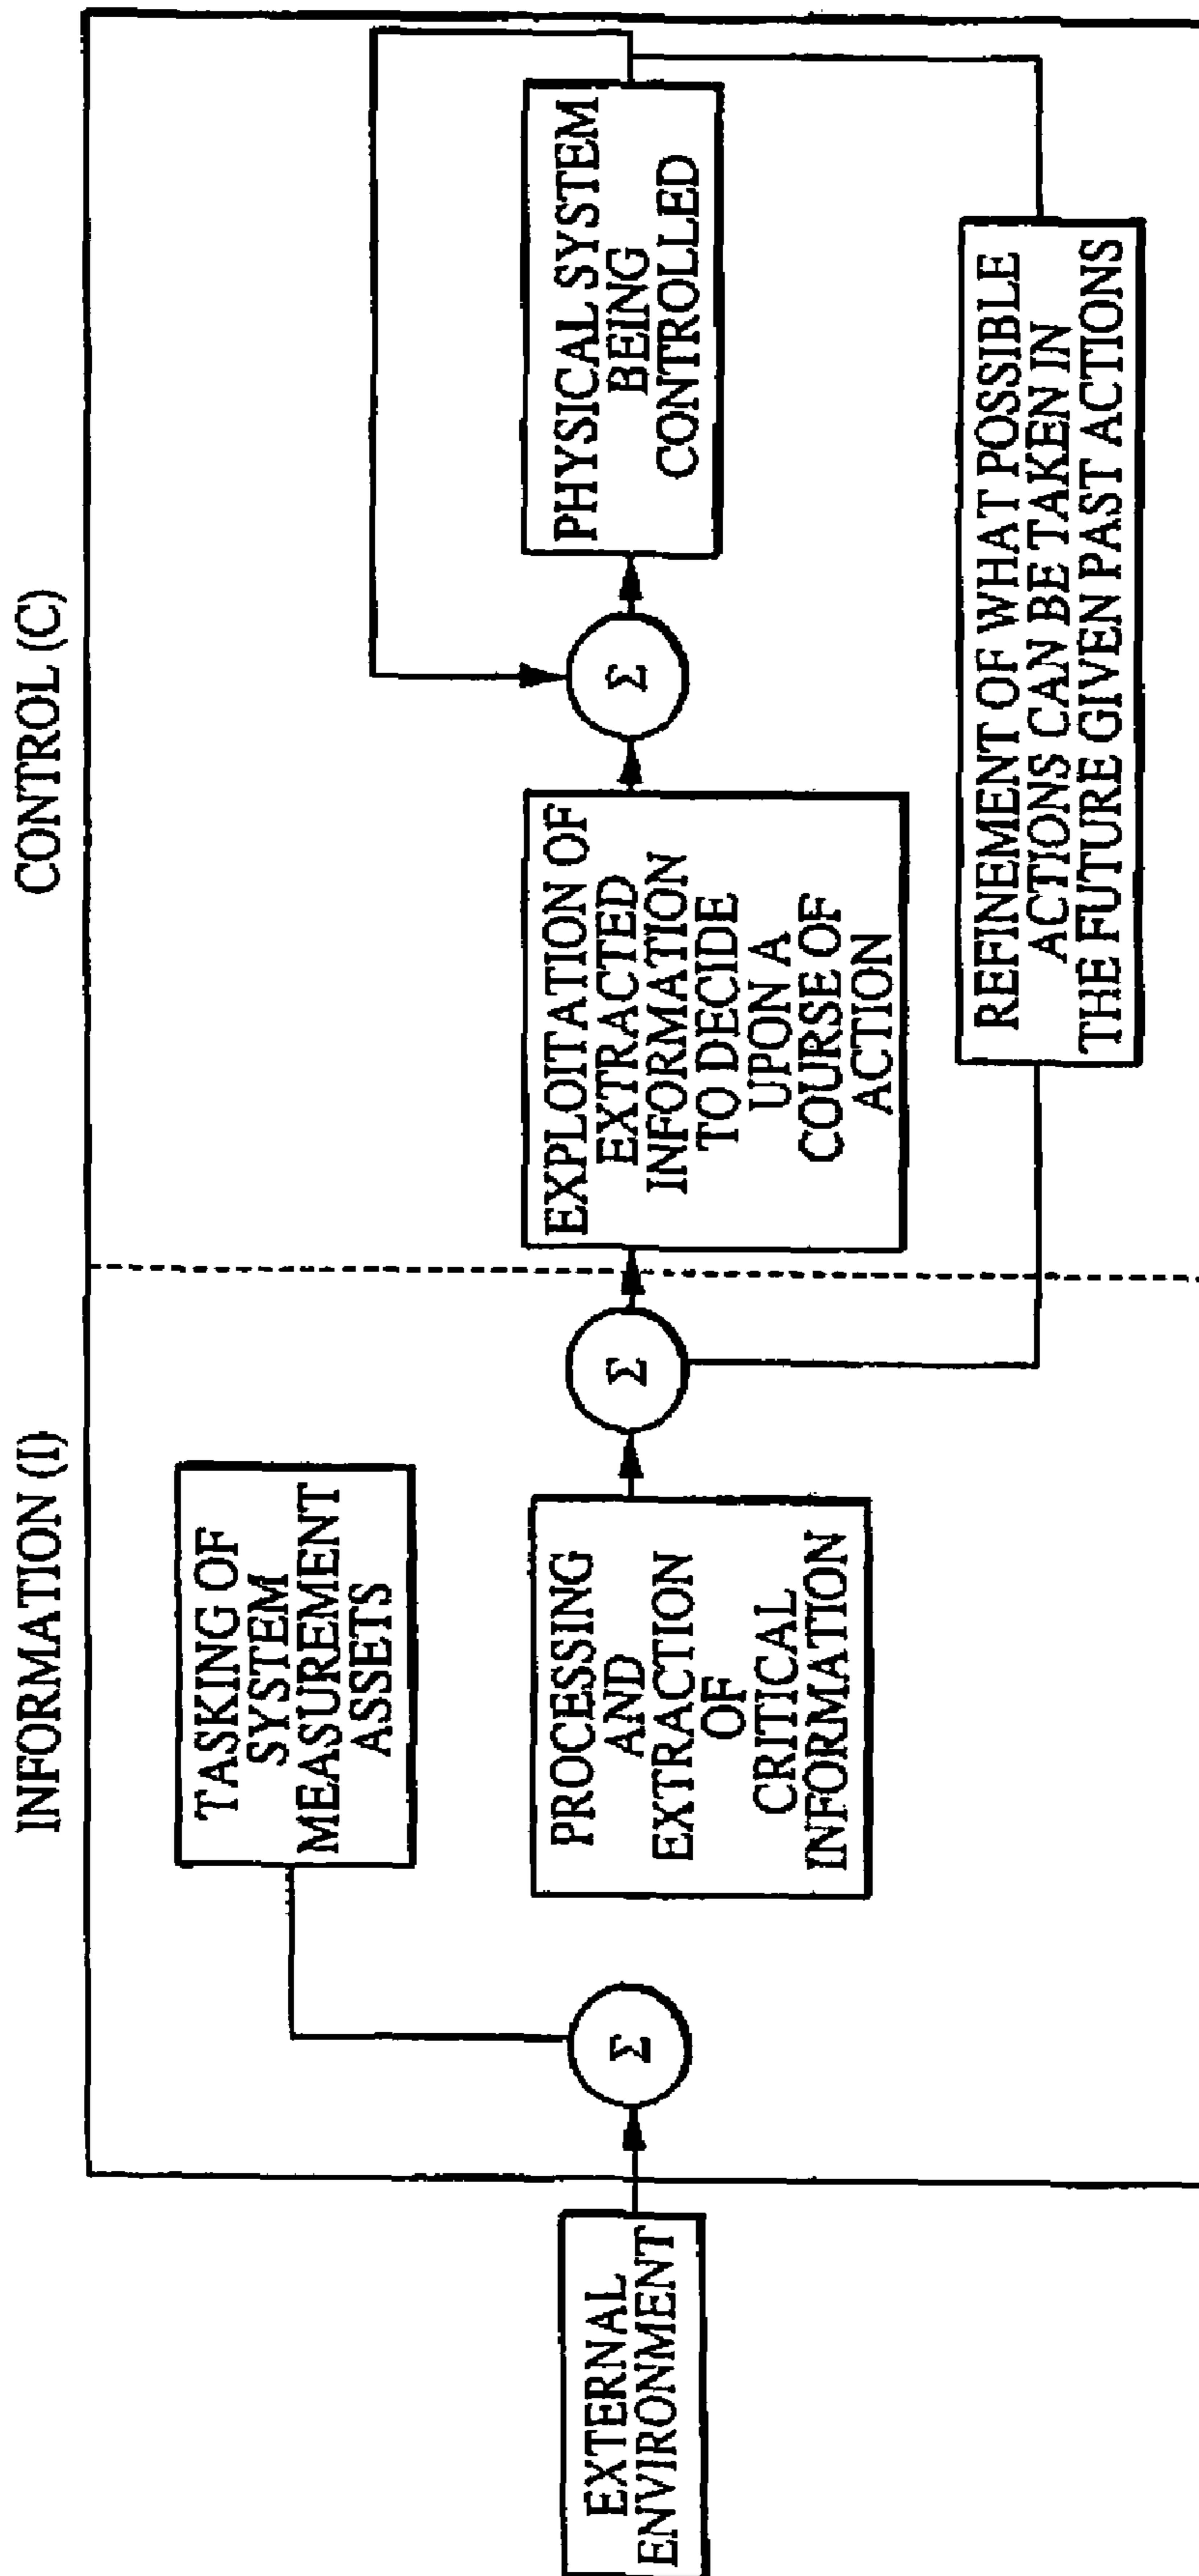 INFORMATION (I)
CONTROL (C)
EXTERNAL
ENVIRONMENT
Σ
TASKING OF
SYSTEM
MEASUREMENT
ASSETS
PROCESSING
AND
EXTRACTION
OF
CRITICAL
INFORMATION
Σ
EXPLOITATION OF
EXTRACTED
INFORMATION
TO DECIDE
UPON A
COURSE OF
ACTION
Σ
PHYSICAL SYSTEM
BEING
CONTROLLED
REFINEMENT OF WHAT POSSIBLE
ACTIONS CAN BE TAKEN IN
THE FUTURE GIVEN PAST ACTIONS